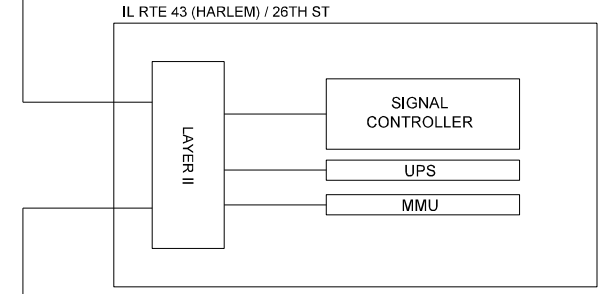 IL RTE 43 (HARLEM) / 26TH ST
LAYER II
SIGNAL
CONTROLLER
UPS
MMU